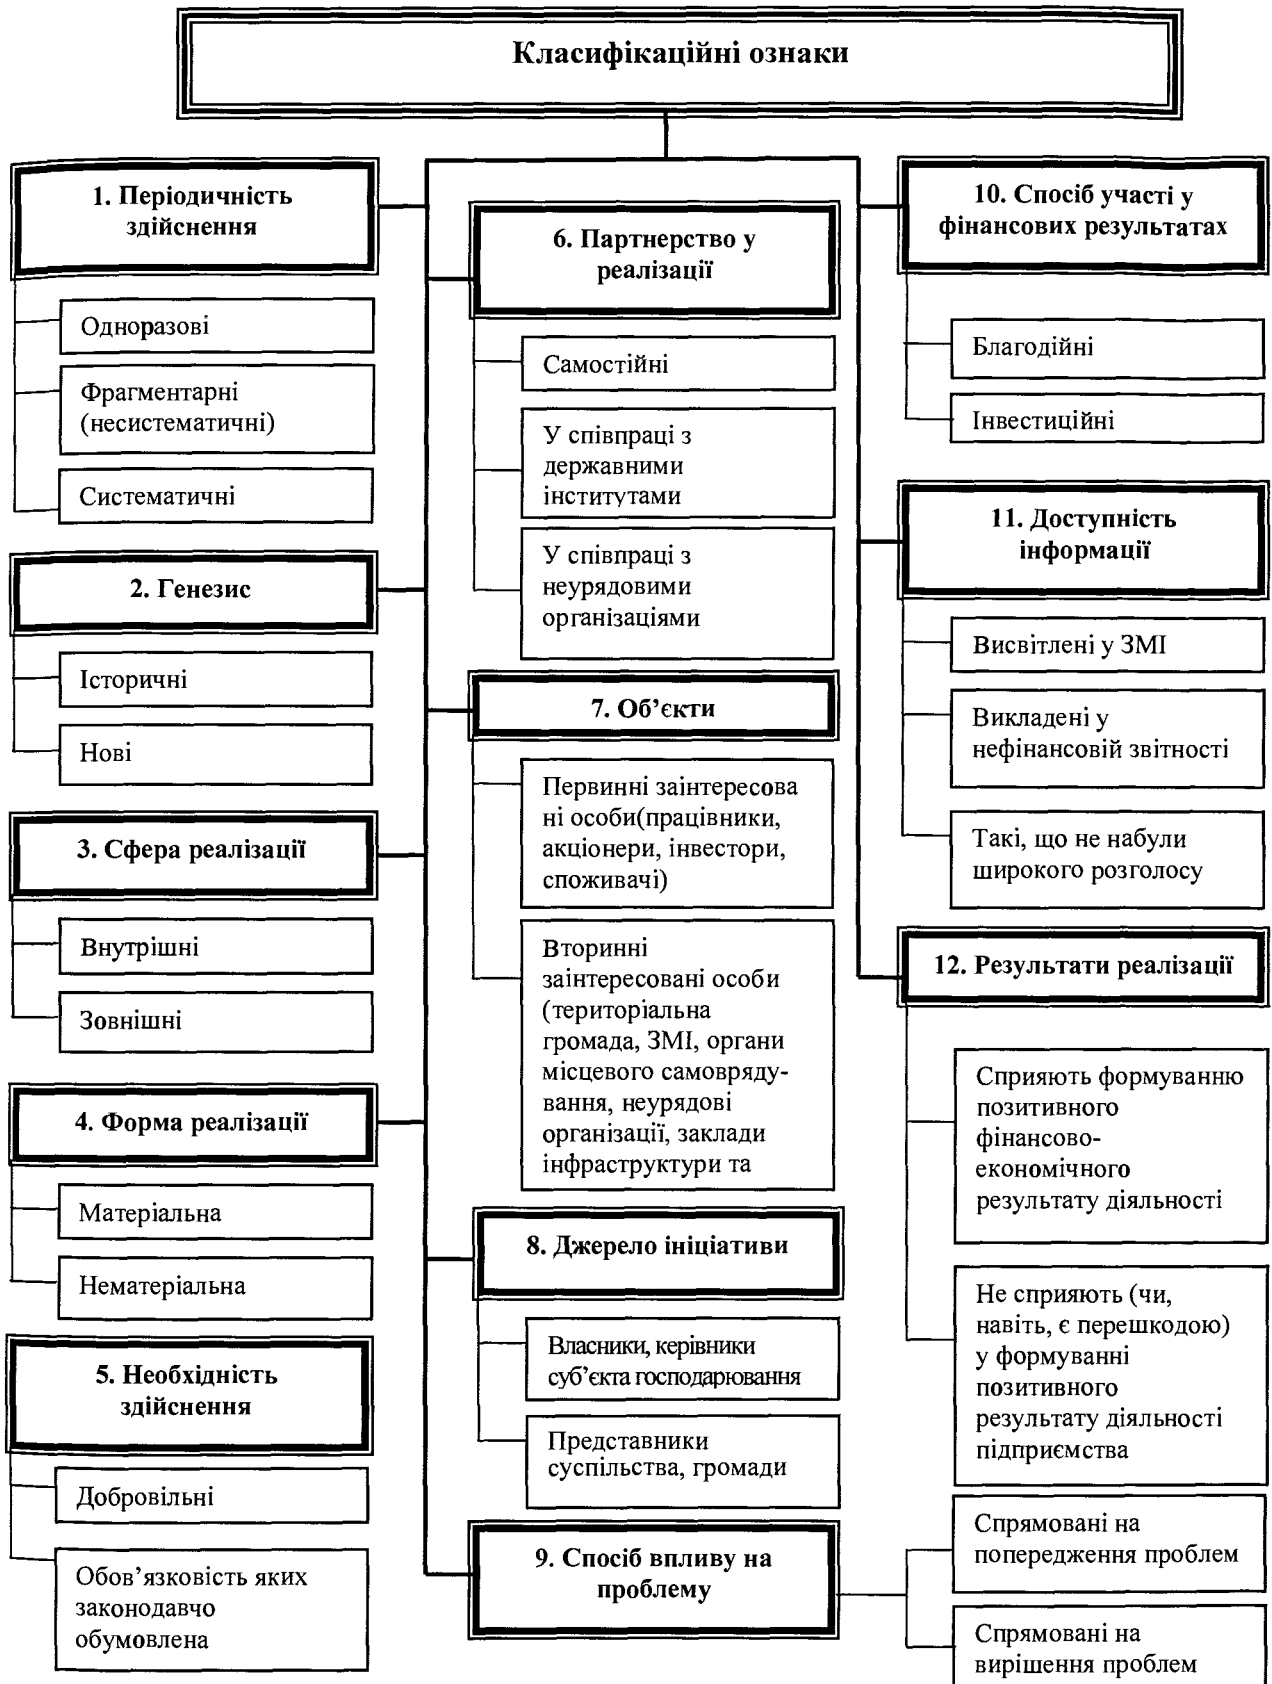 Класифікаційні ознаки
1. Періодичність
здійснення
Одноразові
Фрагментарні
(несистематичні)
Систематичні
2. Генезис
Історичні
Нові
3. Сфера реалізації
Внутрішні
Зовнішні
4. Форма реалізації
Матеріальна
Нематеріальна
5. Необхідність
здійснення
Добровільні
Обов’язковість яких
законодавчо
обумовлена
6. Партнерство у
реалізації
Самостійні
У співпраці з
державними
інститутами
У співпраці з
неурядовими
організаціями
7. Об’єкти
Первинні заінтересова
ні особи(працівники,
акціонери, інвестори,
споживачі)
Вторинні
заінтересовані особи
(територіальна
громада, ЗМІ, органи
місцевого самовряду-
вання, неурядові
організації, заклади
інфраструктури та
8. Джерело ініціативи
Власники, керівники
суб’єкта господарювання
Представники
суспільства, громади
9. Спосіб впливу на
проблему
Спрямовані на
попередження проблем
Спрямовані на
вирішення проблем
10. Спосіб участі у
фінансових результатах
Благодійні
Інвестиційні
11. Доступність
інформації
Висвітлені у ЗМІ
Викладені у
нефінансовій звітності
Такі, що не набули
широкого розголосу
12. Результати реалізації
Сприяють формуванню
позитивного
фінансово-
економічного
результату діяльності
Не сприяють (чи,
навіть, є перешкодою)
у формуванні
позитивного
результату діяльності
підприємства